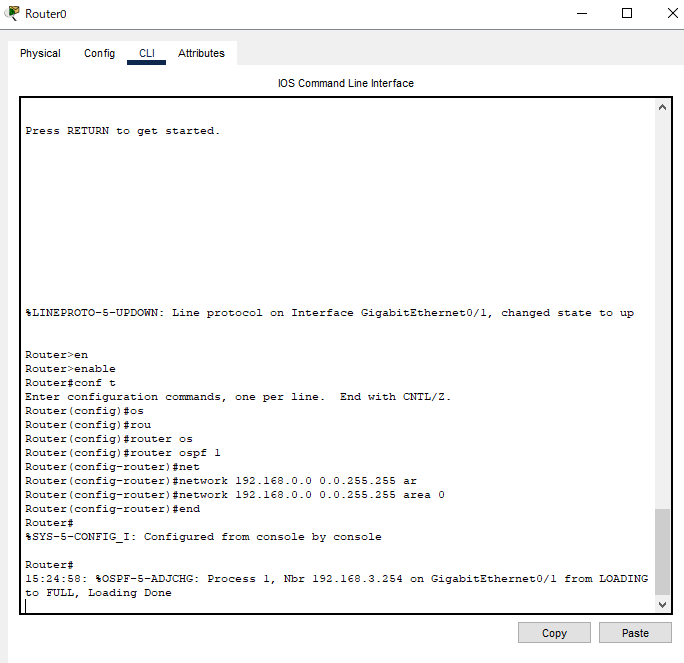 Router0
Physical Config CLI Attributes
IOS Command Line Interface
Press RETURN to get started.
%LINEPROTO-5-UPDOWN: Line protocol on Interface GigabitEthernet0/1, changed state to up
Router>en
Router>enable
Router#conf t
Enter configuration commands, one per line.  End with CNTL/Z.
Router(config)#os
Router(config)#rou
Router(config)#router os
Router(config)#router ospf 1
Router(config-router)#net
Router(config-router)#network 192.168.0.0 0.0.255.255 ar
Router(config-router)#network 192.168.0.0 0.0.255.255 area 0
Router(config-router)#end
Router#
%SYS-5-CONFIG_I: Configured from console by console
Router#
15:24:58: %OSPF-5-ADJCHG: Process 1, Nbr 192.168.3.254 on GigabitEthernet0/1 from LOADING
to FULL, Loading Done
Copy Paste